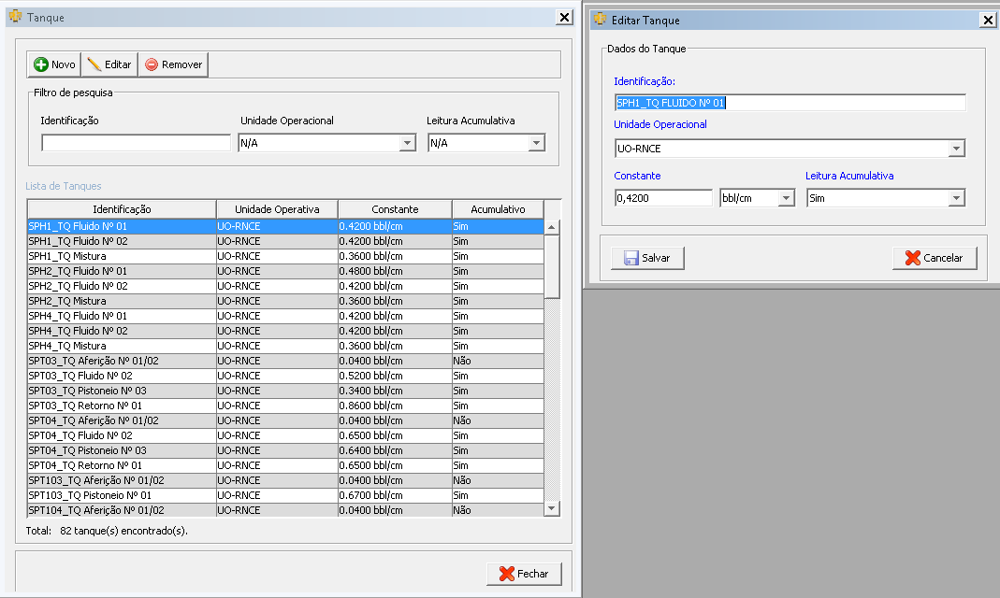 Tanque
Novo Editar Remover
Filtro de pesquisa
Identificação Unidade Operacional Leitura Acumulativa
N/A N/A
Lista de Tanques
Identificação Unidade Operativa Constante Acumulativo
SPH1_TQ Fluido Nº 01 UO-RNCE 0.4200 bbl/cm Sim
SPH1_TQ Fluido Nº 02 UO-RNCE 0.4200 bbl/cm Sim
SPH1_TQ Mistura UO-RNCE 0.3600 bbl/cm Sim
SPH2_TQ Fluido Nº 01 UO-RNCE 0.4800 bbl/cm Sim
SPH2_TQ Fluido Nº 02 UO-RNCE 0.4200 bbl/cm Sim
SPH2_TQ Mistura UO-RNCE 0.3600 bbl/cm Sim
SPH4_TQ Fluido Nº 01 UO-RNCE 0.4200 bbl/cm Sim
SPH4_TQ Fluido Nº 02 UO-RNCE 0.4200 bbl/cm Sim
SPH4_TQ Mistura UO-RNCE 0.3600 bbl/cm Sim
SPT03_TQ Aferição Nº 01/02 UO-RNCE 0.0400 bbl/cm Não
SPT03_TQ Fluido Nº 02 UO-RNCE 0.5200 bbl/cm Sim
SPT03_TQ Pistoneio Nº 03 UO-RNCE 0.3400 bbl/cm Sim
SPT03_TQ Retorno Nº 01 UO-RNCE 0.8600 bbl/cm Sim
SPT04_TQ Aferição Nº 01/02 UO-RNCE 0.0400 bbl/cm Não
SPT04_TQ Fluido Nº 02 UO-RNCE 0.6500 bbl/cm Sim
SPT04_TQ Pistoneio Nº 03 UO-RNCE 0.6400 bbl/cm Sim
SPT04_TQ Retorno Nº 01 UO-RNCE 0.6500 bbl/cm Sim
SPT103_TQ Aferição Nº 01/02 UO-RNCE 0.0400 bbl/cm Não
SPT103_TQ Pistoneio Nº 01 UO-RNCE 0.6700 bbl/cm Sim
SPT104_TQ Aferição Nº 01/02 UO-RNCE 0.0400 bbl/cm Não
Total: 82 tanque(s) encontrado(s).
Fechar
Editar Tanque
Dados do Tanque
Identificação:
SPH1_TQ FLUIDO Nº 01
Unidade Operacional
UO-RNCE
Constante Leitura Acumulativa
0,4200 bbl/cm Sim
Salvar Cancelar